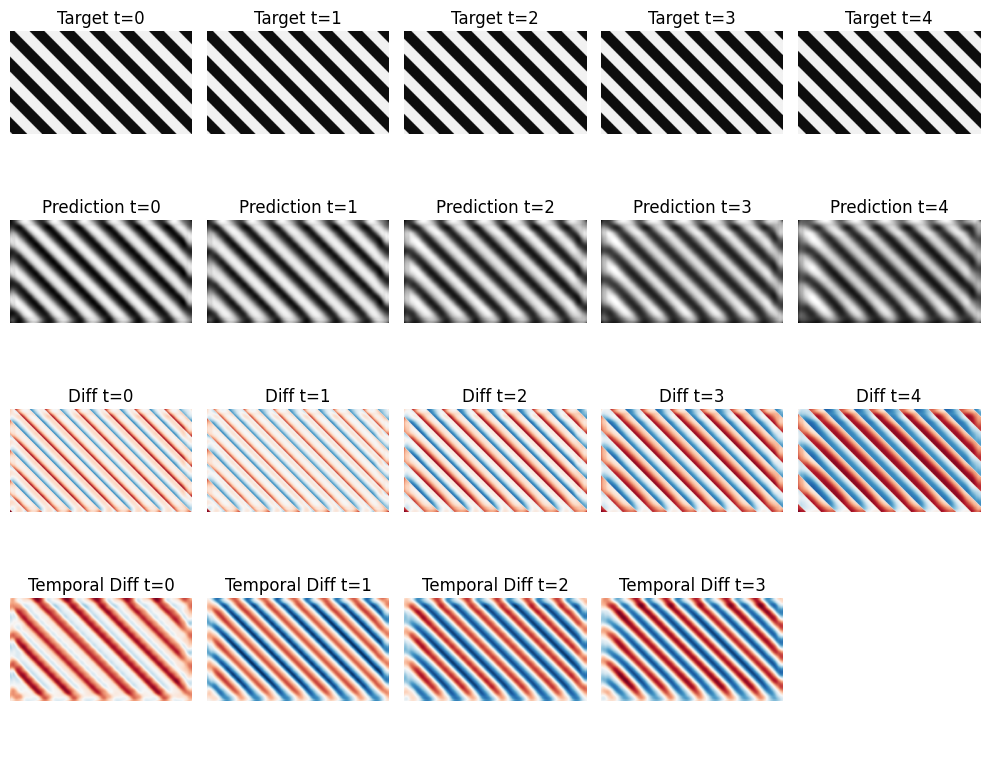 Target t=0
Target t=1
Target t=2
Target t=3
Target t=4
Prediction t=0
Prediction t=1
Prediction t=2
Prediction t=3
Prediction t=4
Diff t=0
Diff t=1
Diff t=2
Diff t=3
Diff t=4
Temporal Diff t=0
Temporal Diff t=1
Temporal Diff t=2
Temporal Diff t=3